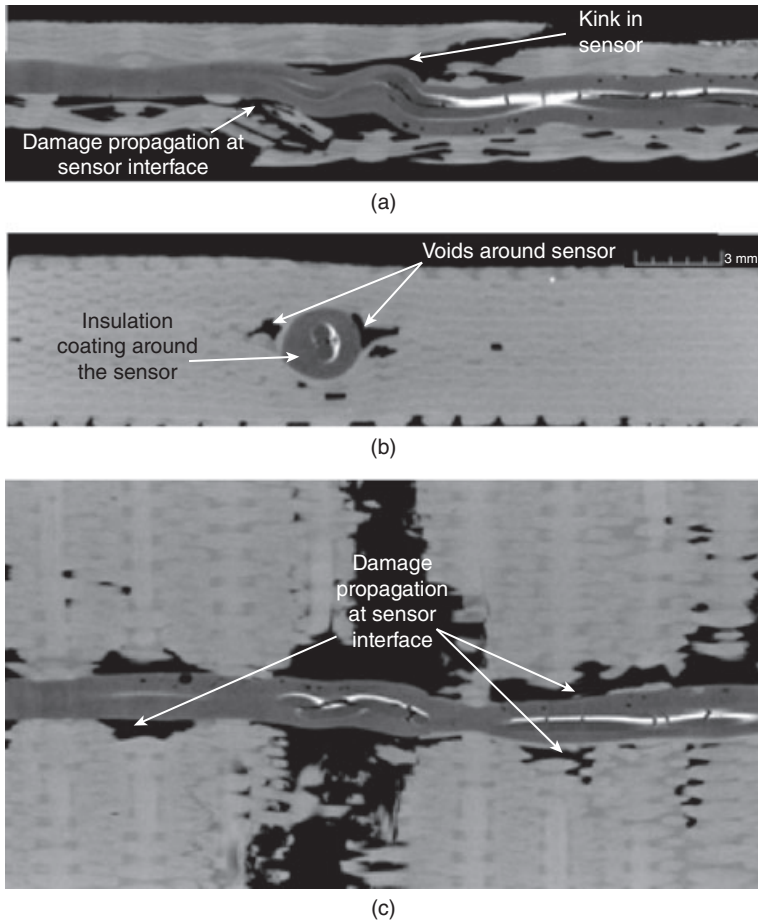 Kink in
sensor
Damage propagation at
sensor interface
(a)
Voids around sensor
3 mm
Insulation
coating around
the sensor
(b)
Damage
propagation
at sensor
interface
(c)